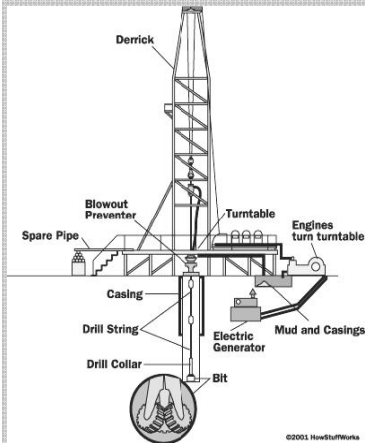 Derrick
Blowout
Preventer
Turntable
Spare Pipe
Engines
turn turntable
Casing
Mud and Casings
Drill String
Electric
Generator
Drill Collar
Bit
©2001 HowStuffWorks